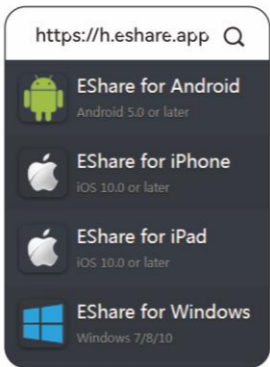 https://h.eshare.app
EShare for Android
Android 5.0 or later
EShare for iPhone
iOS 10.0 or later
EShare for iPad
iOS 10.0 or later
EShare for Windows
Windows 7/8/10